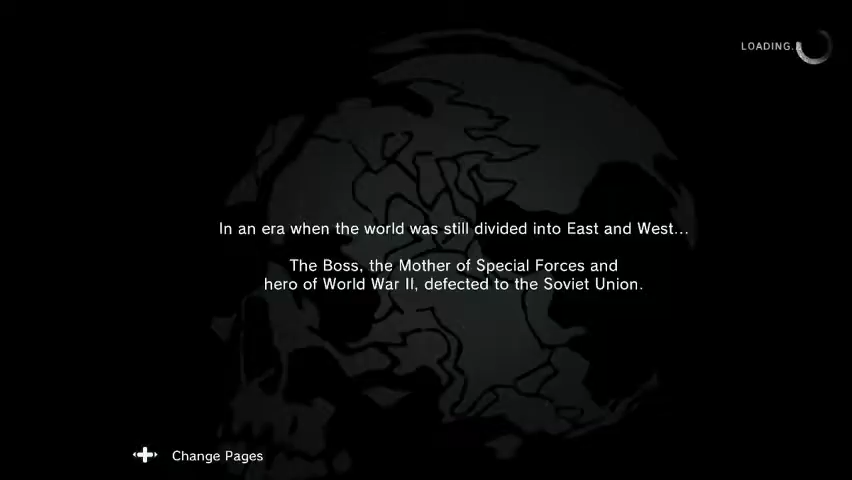 LOADING..
In an era when the world was still divided into East and West...
The Boss, the Mother of Special Forces and
hero of World War II, defected to the Soviet Union.
Change Pages